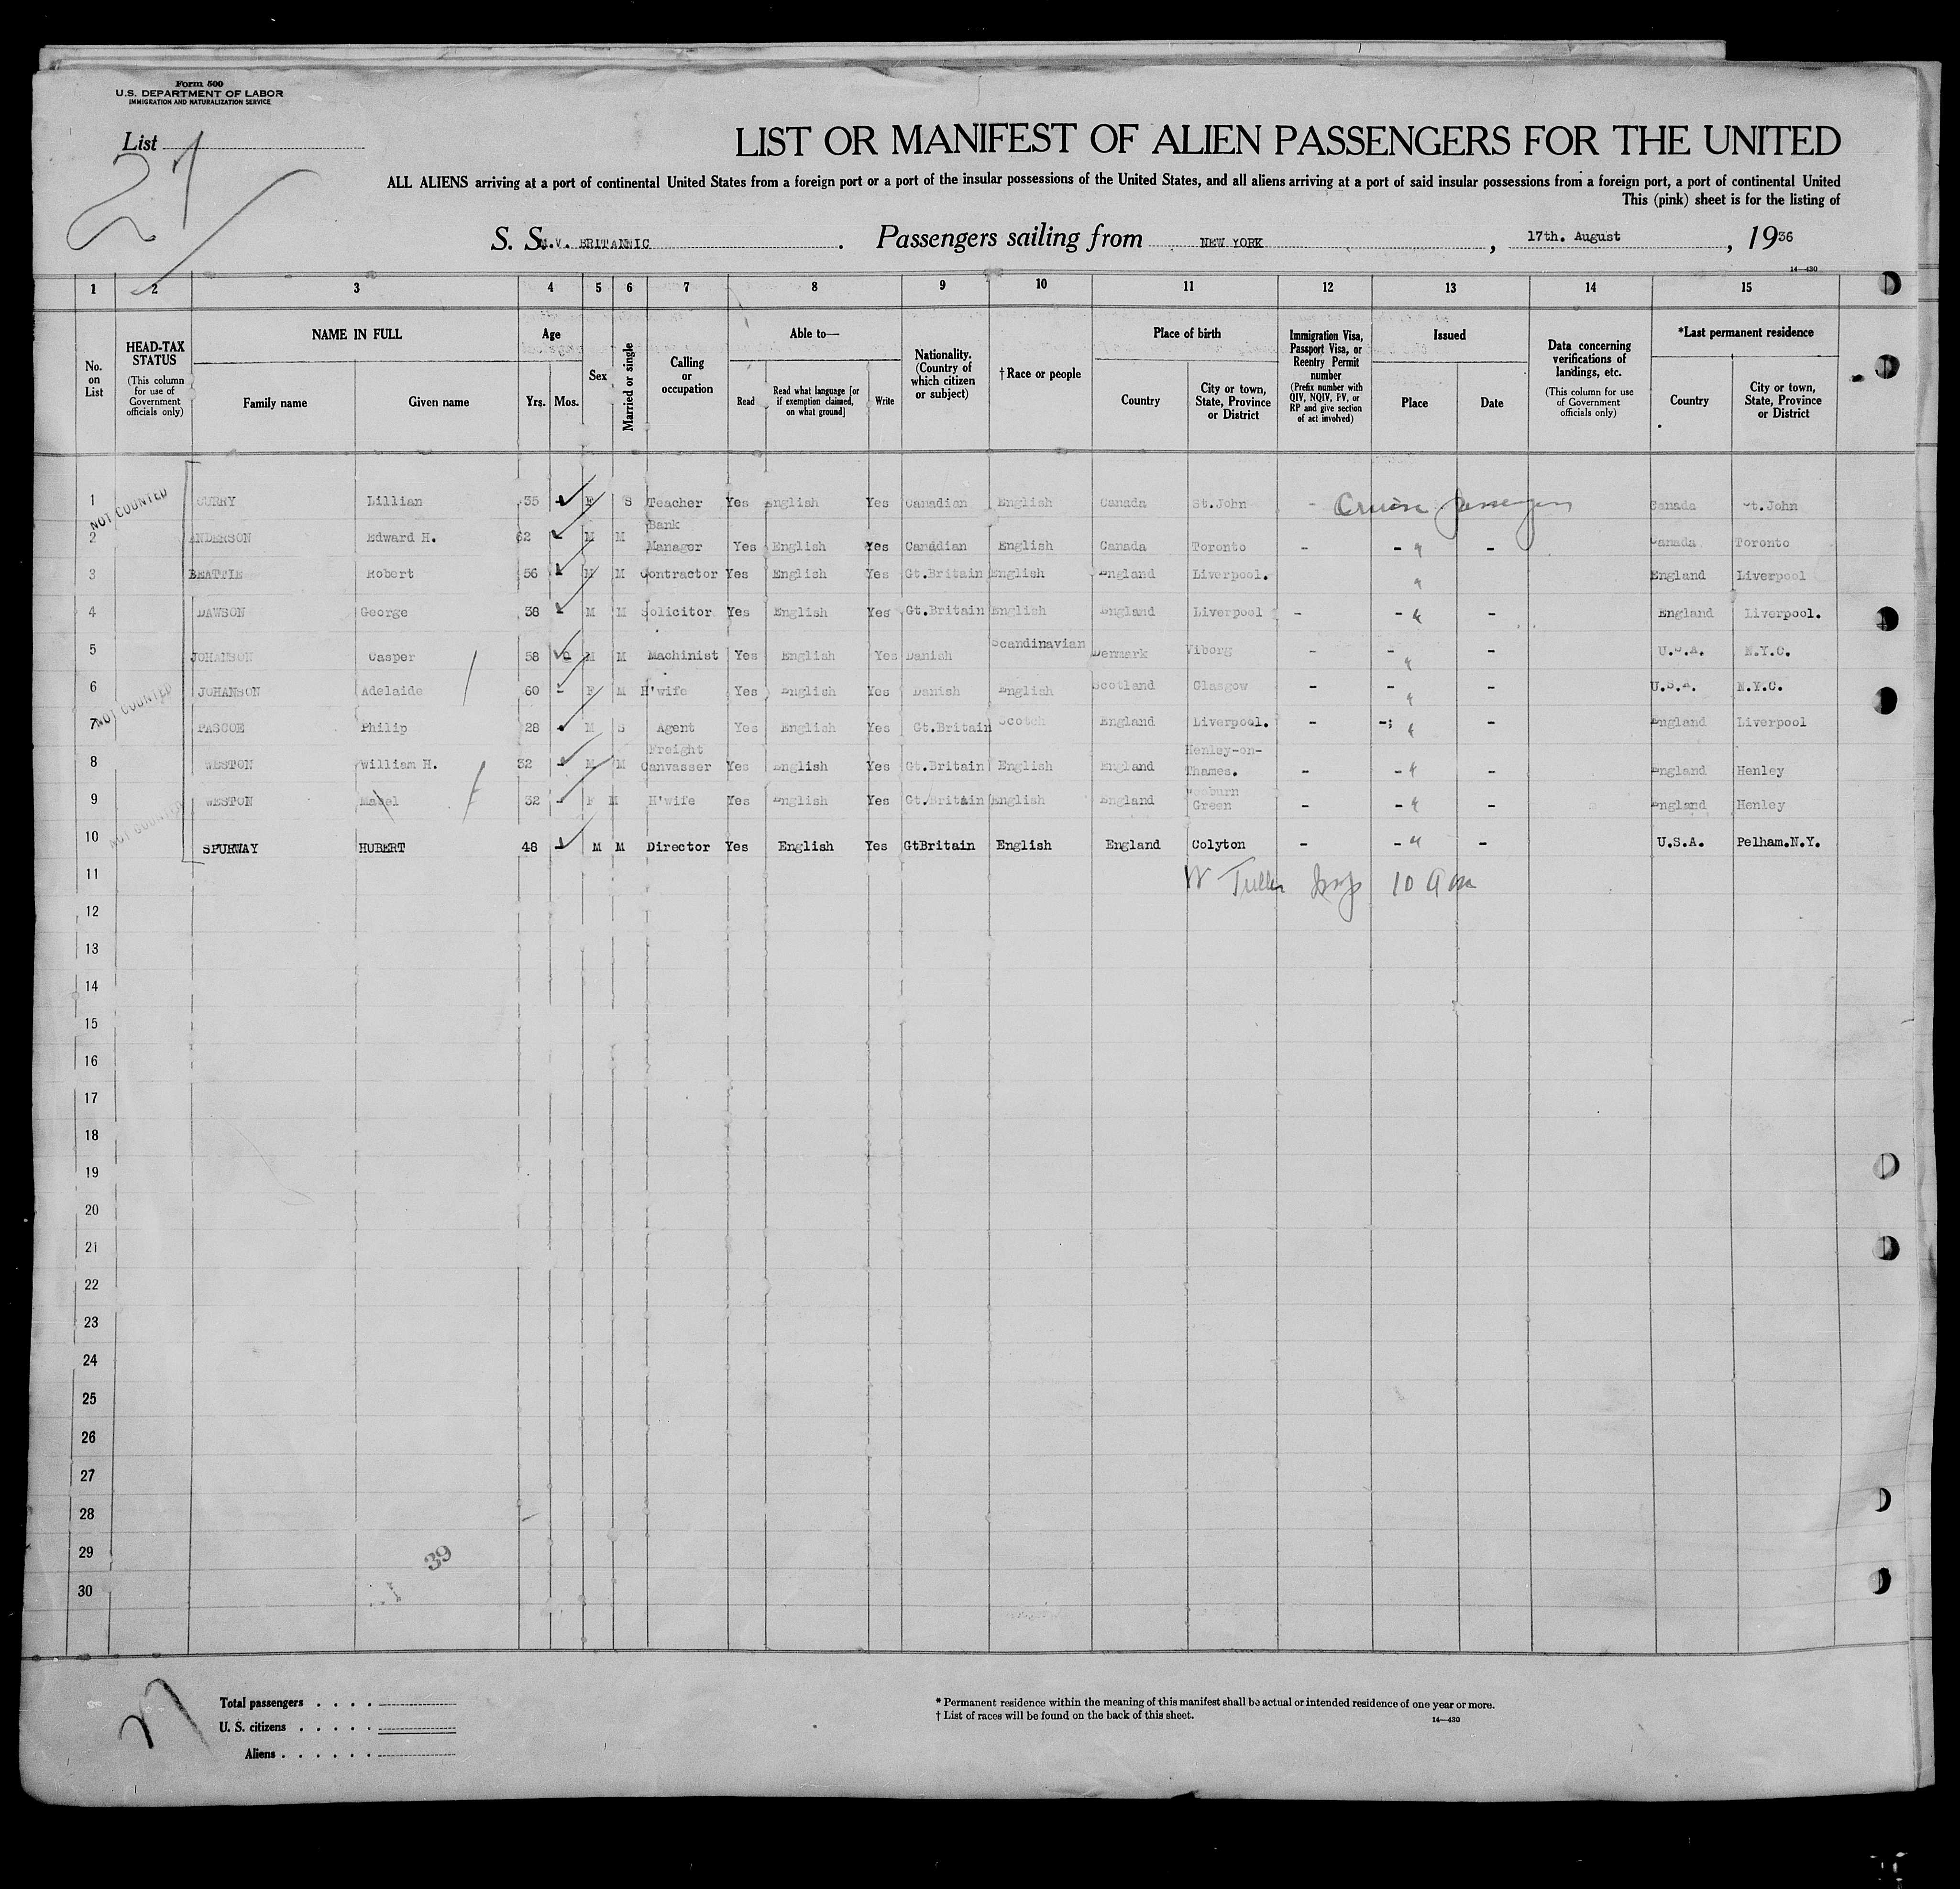 Form 500
U.S. DEPARTMENT OF LABOR
IMMIGRATION AND NATURALIZATION SERVICE
List
27
LIST OR MANIFEST OF ALIEN PASSENGERS FOR THE UNITED
ALL ALIENS arriving at a port of continental United States from a foreign port or a port of the insular possessions of the United States, and all aliens arriving at a port of said insular possessions from a foreign port, a port of continental United
This (pink) sheet is for the listing of
S. S. M.V. BRITANNIC. Passengers sailing from NEW YORK, 17th. August, 1936
14—430
1 2 3 4 5 6 7 8 9 10 11 12 13 14 15
No. on List
HEAD-TAX STATUS (This column for use of Government officials only)
NAME IN FULL
Family name
Given name
Age
Yrs. Mos.
Sex
Married or single
Calling or occupation
Able to—
Read
Read what language [or if exemption claimed, on what ground]
Write
Nationality. (Country of which citizen or subject)
†Race or people
Place of birth
Country
City or town, State, Province or District
Immigration Visa, Passport Visa, or Reentry Permit number (Prefix number with QIV, NQIV, PV, or RP and give section of act involved)
Issued
Place
Date
Data concerning verifications of landings, etc. (This column for use of Government officials only)
*Last permanent residence
Country
City or town, State, Province or District
NOT COUNTED
1 CURRY Lillian 35 F S Teacher Yes English Yes Canadian English Canada St.John - Cruise passenger Canada St.John
2 ANDERSON Edward H. 62 M M Bank Manager Yes English Yes Canadian English Canada Toronto - - " - Canada Toronto
3 BEATTIE Robert 56 M M Contractor Yes English Yes Gt.Britain English England Liverpool. " England Liverpool
4 DAWSON George 38 M M Solicitor Yes English Yes Gt.Britain English England Liverpool - - " - England Liverpool.
5 JOHANSON Casper 58 M M Machinist Yes English Yes Danish Scandinavian Denmark Viborg - - " - U.S.A. N.Y.C.
6 JOHANSON Adelaide 60 - F M H'wife Yes English Yes Danish English Scotland Glasgow - - " - U.S.A. N.Y.C.
NOT COUNTED
7 PASCOE Philip 28 M S Agent Yes English Yes Gt.Britain Scotch England Liverpool. - -; " - England Liverpool
8 WESTON William H. 32 - M M Freight Canvasser Yes English Yes Gt.Britain English England Henley-on-Thames. - - " - England Henley
9 WESTON Mabel 32 - F M H'wife Yes English Yes Gt.Britain English England Wooburn Green - - " - England Henley
NOT COUNTED
10 SPURWAY HUBERT 48 - M M Director Yes English Yes GtBritain English England Colyton - - " - U.S.A. Pelham.N.Y.
11 W Tuller Insp 10 am
12
13
14
15
16
17
18
19
20
21
22
23
24
25
26
27
28
29
30
39
Total passengers
U. S. citizens
Aliens
* Permanent residence within the meaning of this manifest shall be actual or intended residence of one year or more.
† List of races will be found on the back of this sheet.
14—430